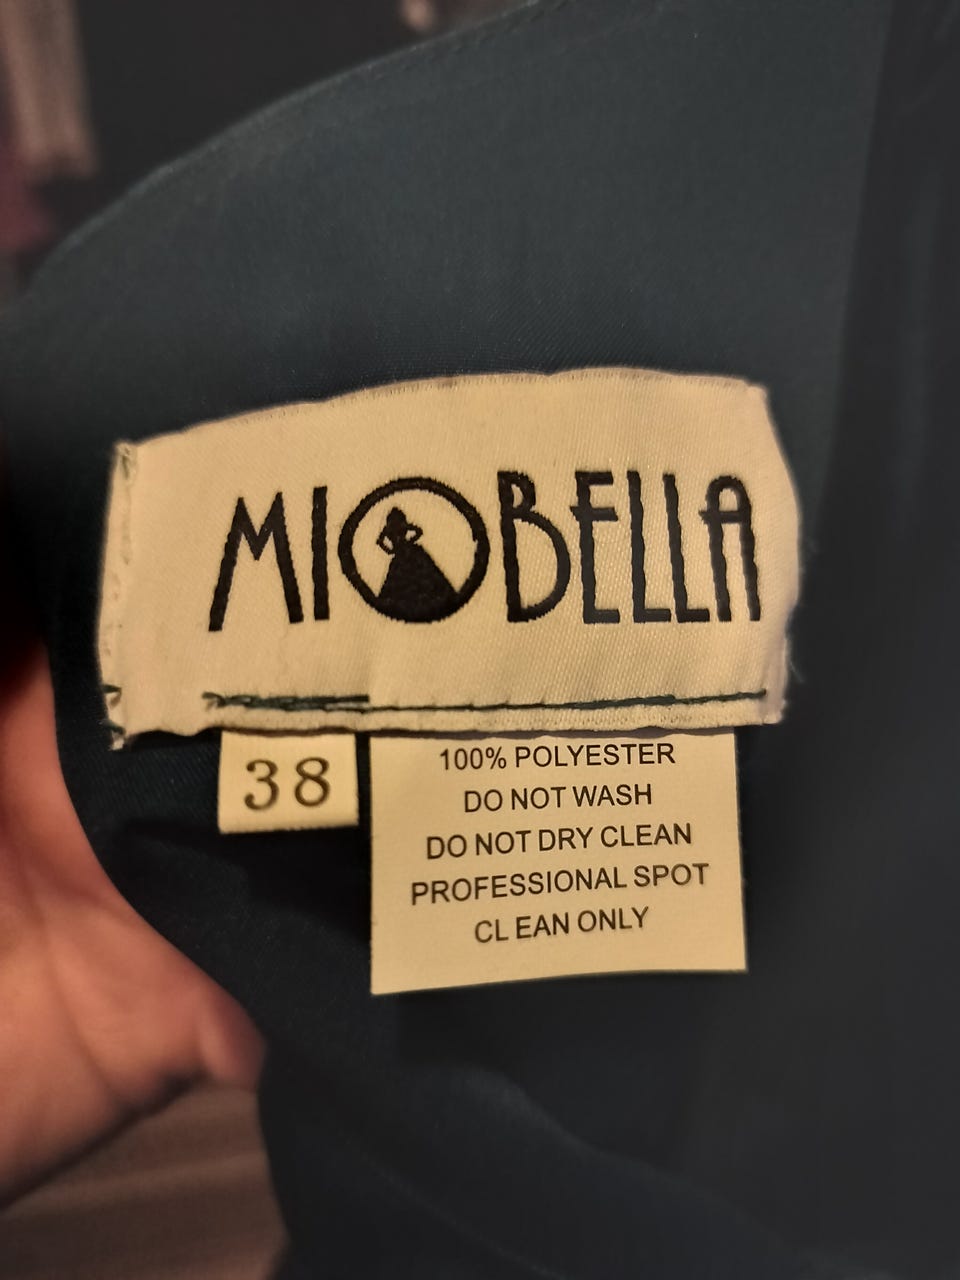 MIOBELLA
38
100% POLYESTER
DO NOT WASH
DO NOT DRY CLEAN
PROFESSIONAL SPOT
CL EAN ONLY